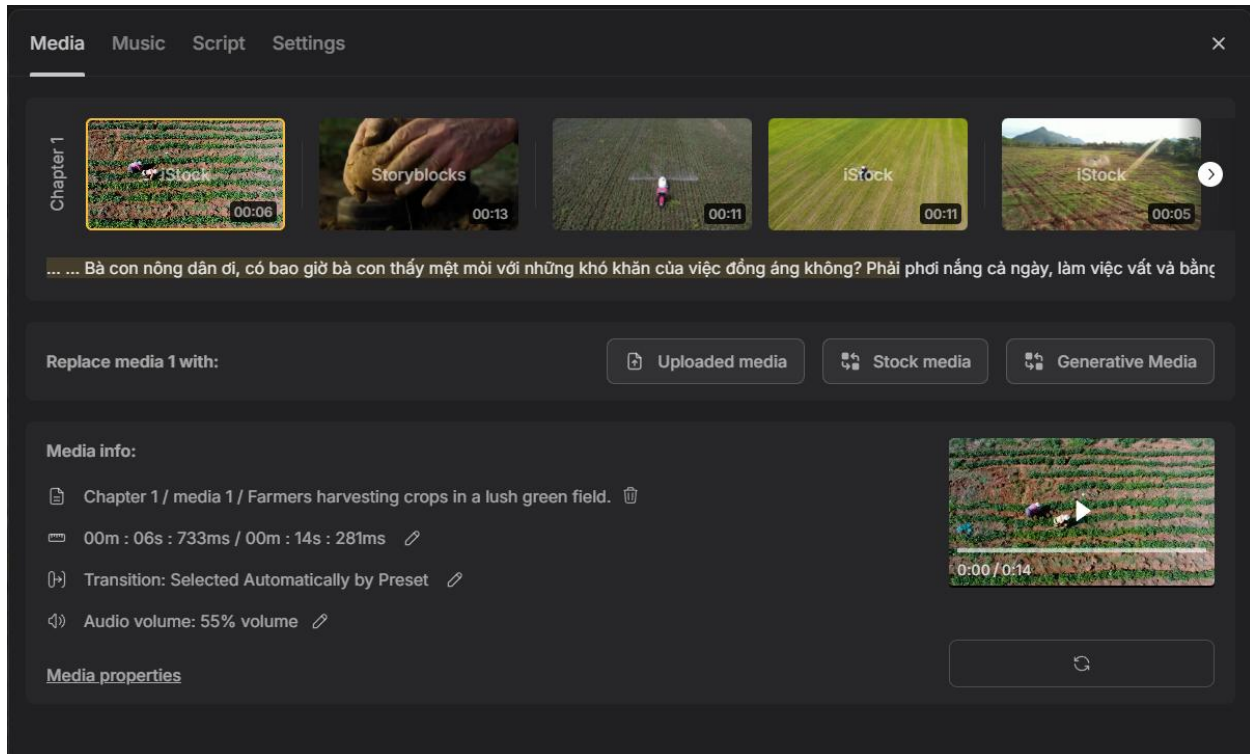 Media Music Script Settings
Chapter 1
iStock 00:06
Storyblocks 00:13
00:11
iStock 00:11
iStock 00:05
... ... Bà con nông dân ơi, có bao giờ bà con thấy mệt mỏi với những khó khăn của việc đồng áng không? Phải phơi nắng cả ngày, làm việc vất vả bằng
Replace media 1 with:
Uploaded media
Stock media
Generative Media
Media info:
Chapter 1 / media 1 / Farmers harvesting crops in a lush green field.
00m : 06s : 733ms / 00m : 14s : 281ms
Transition: Selected Automatically by Preset
Audio volume: 55% volume
0:00 / 0:14
Media properties